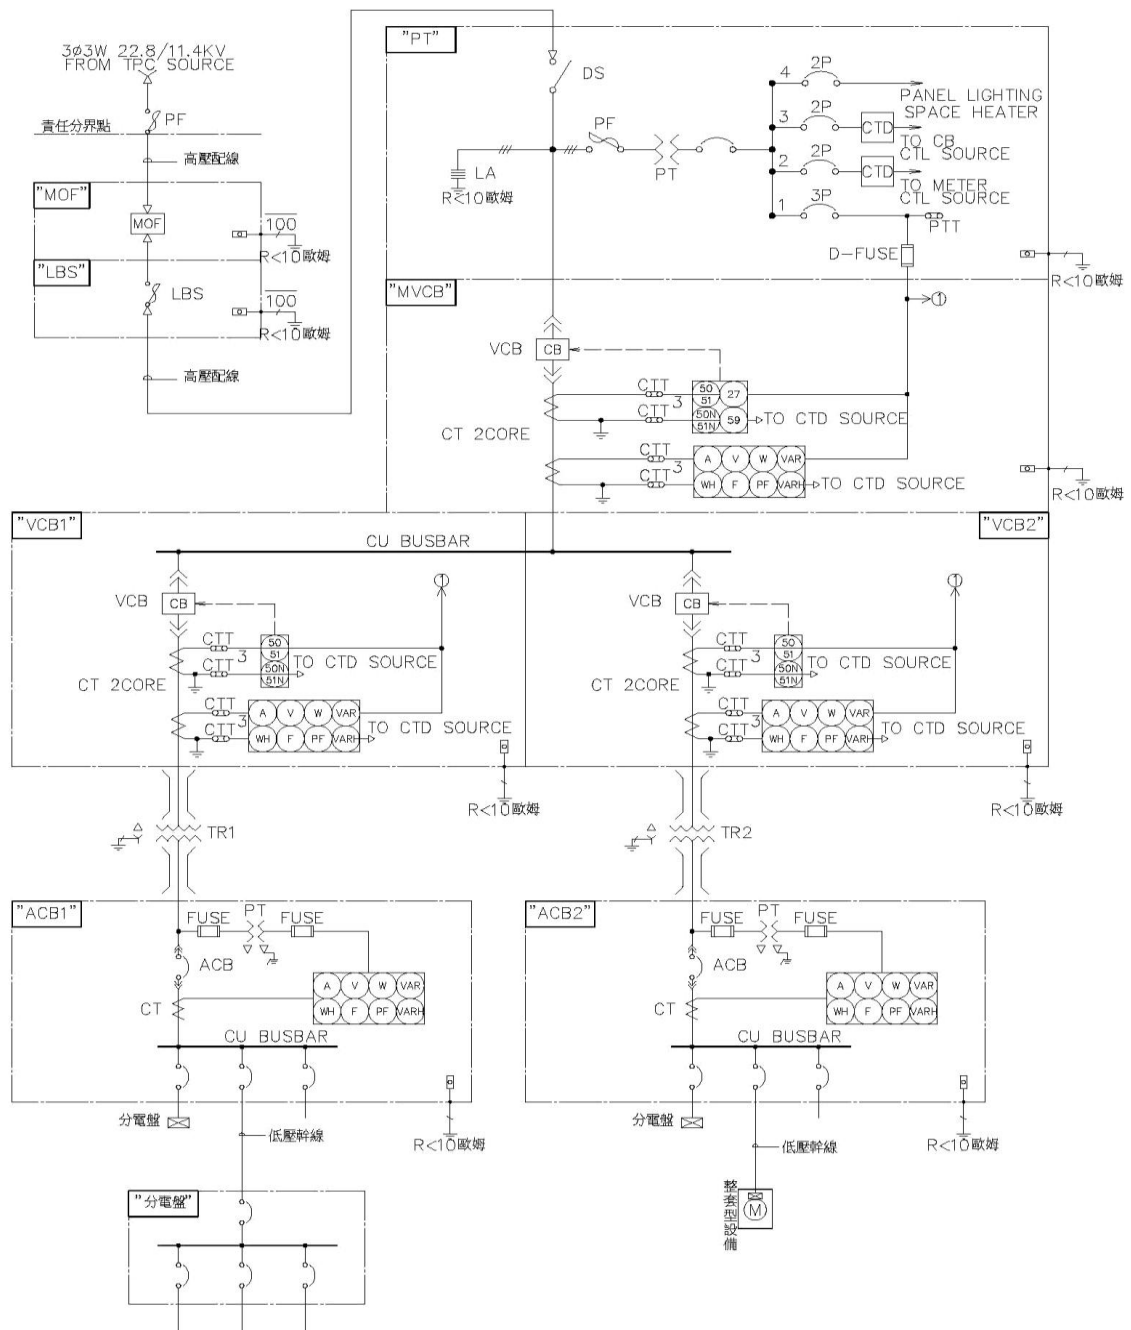 3ø3W 22.8/11.4KV
FROM TPC SOURCE
PF
責任分界點
高壓配線
"MOF"
MOF
100
R<10歐姆
"LBS"
LBS
100
R<10歐姆
高壓配線
"PT"
DS
PF
LA
R<10歐姆
PT
4
2P
PANEL LIGHTING
SPACE HEATER
3
2P
CTD
TO CB
CTL SOURCE
2
2P
CTD
TO METER
CTL SOURCE
1
3P
PTT
D-FUSE
R<10歐姆
"MVCB"
①
VCB
CB
CTT
3
CTT
50
51
27
50N
51N
59
TO CTD SOURCE
CT 2CORE
CTT
3
CTT
A
V
W
VAR
WH
F
PF
VARH
TO CTD SOURCE
R<10歐姆
"VCB1"
"VCB2"
CU BUSBAR
①
VCB
CB
CTT
3
CTT
50
51
50N
51N
TO CTD SOURCE
CT 2CORE
CTT
3
CTT
A
V
W
VAR
WH
F
PF
VARH
TO CTD SOURCE
R<10歐姆
①
VCB
CB
CTT
3
CTT
50
51
50N
51N
TO CTD SOURCE
CT 2CORE
CTT
3
CTT
A
V
W
VAR
WH
F
PF
VARH
TO CTD SOURCE
R<10歐姆
TR1
TR2
"ACB1"
FUSE
PT
FUSE
ACB
CT
A
V
W
VAR
WH
F
PF
VARH
CU BUSBAR
分電盤
低壓幹線
R<10歐姆
"ACB2"
FUSE
PT
FUSE
ACB
CT
A
V
W
VAR
WH
F
PF
VARH
CU BUSBAR
分電盤
低壓幹線
R<10歐姆
"分電盤"
整套型設備
M